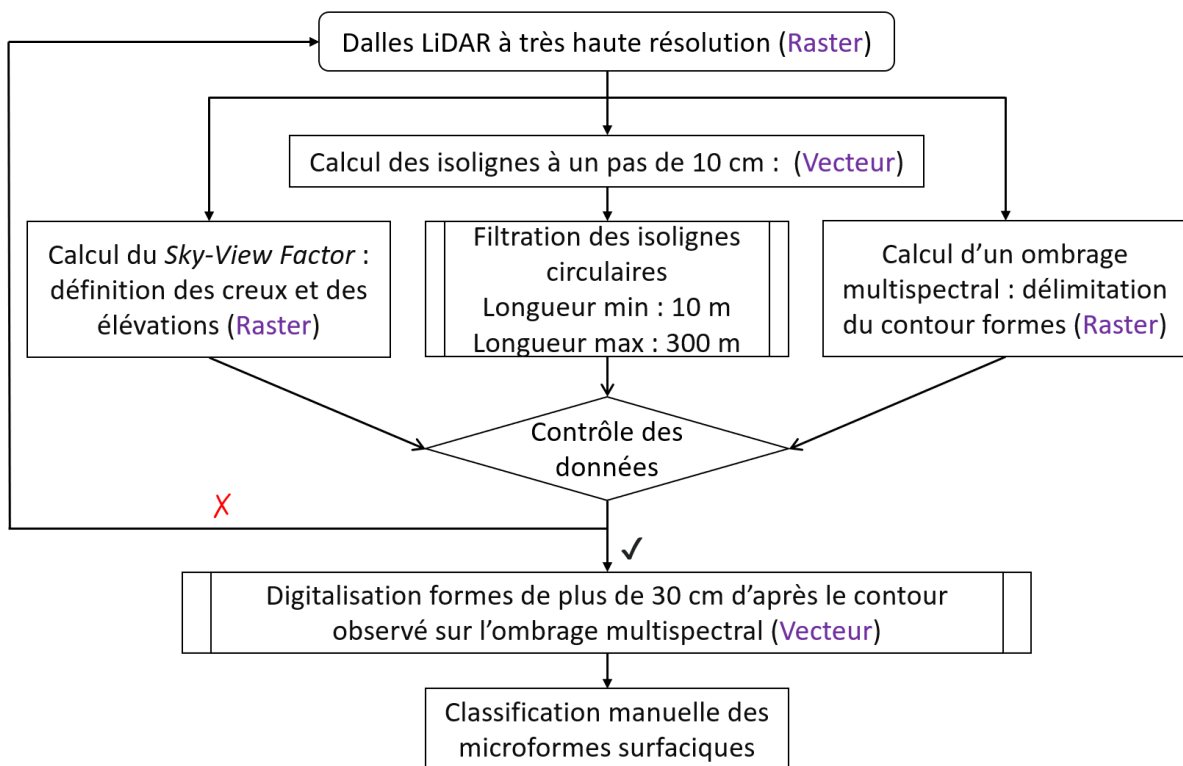 Dalles LiDAR à très haute résolution (Raster)
Calcul des isolignes à un pas de 10 cm :  (Vecteur)
Calcul du Sky-View Factor :
définition des creux et des
élévations (Raster)
Filtration des isolignes
circulaires
Longueur min : 10 m
Longueur max : 300 m
Calcul d’un ombrage
multispectral : délimitation
du contour formes (Raster)
Contrôle des
données
✗
✓
Digitalisation formes de plus de 30 cm d’après le contour
observé sur l’ombrage multispectral (Vecteur)
Classification manuelle des
microformes surfaciques